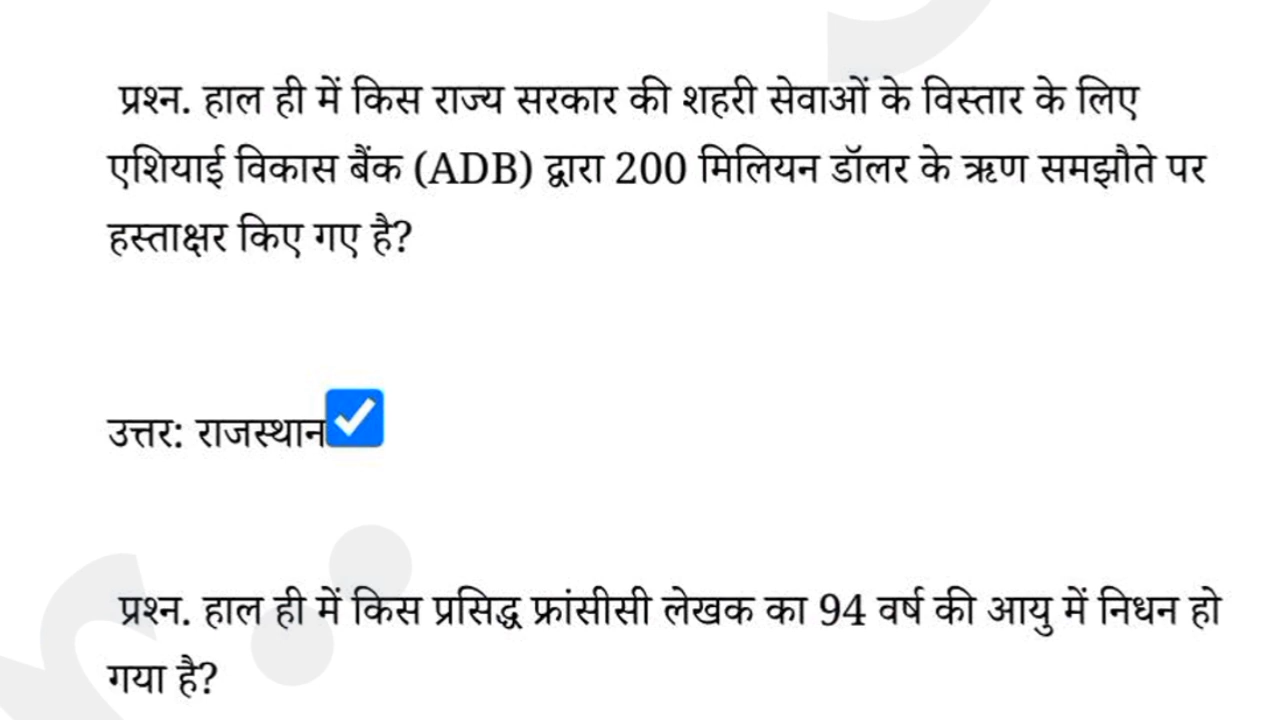 प्रश्न. हाल ही में किस राज्य सरकार की शहरी सेवाओं के विस्तार के लिए
एशियाई विकास बैंक (ADB) द्वारा 200 मिलियन डॉलर के ऋण समझौते पर
हस्ताक्षर किए गए है?
उत्तर: राजस्थान
प्रश्न. हाल ही में किस प्रसिद्ध फ्रांसीसी लेखक का 94 वर्ष की आयु में निधन हो
गया है?